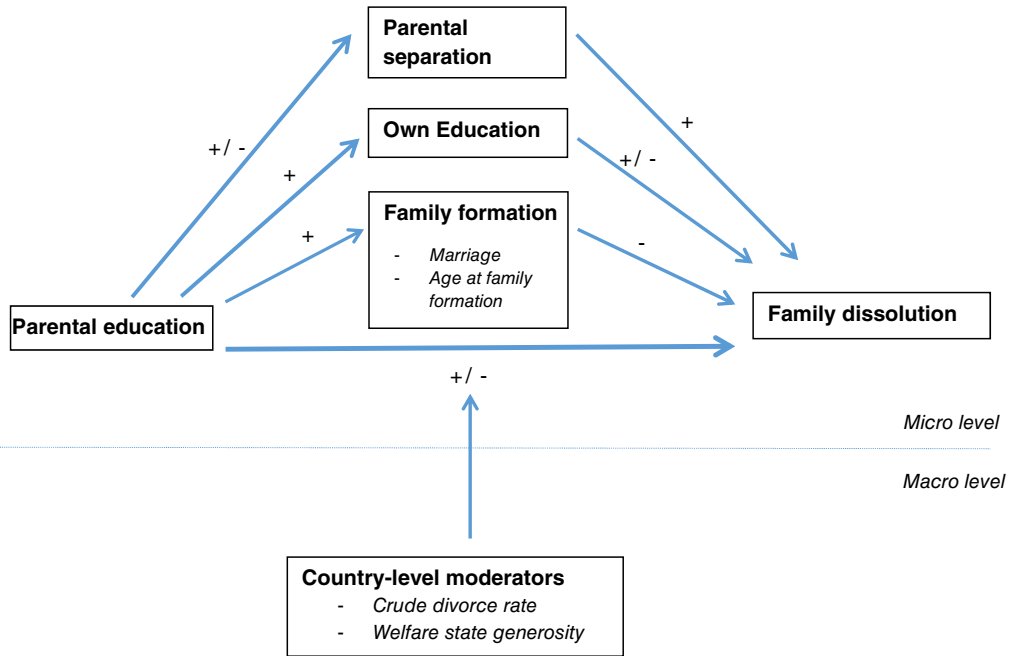 Parental
separation
+
+/ -
Own Education
+/ -
+
Family formation
+
-
- Marriage
- Age at family
formation
Parental education
Family dissolution
+/ -
Micro level
Macro level
Country-level moderators
- Crude divorce rate
- Welfare state generosity